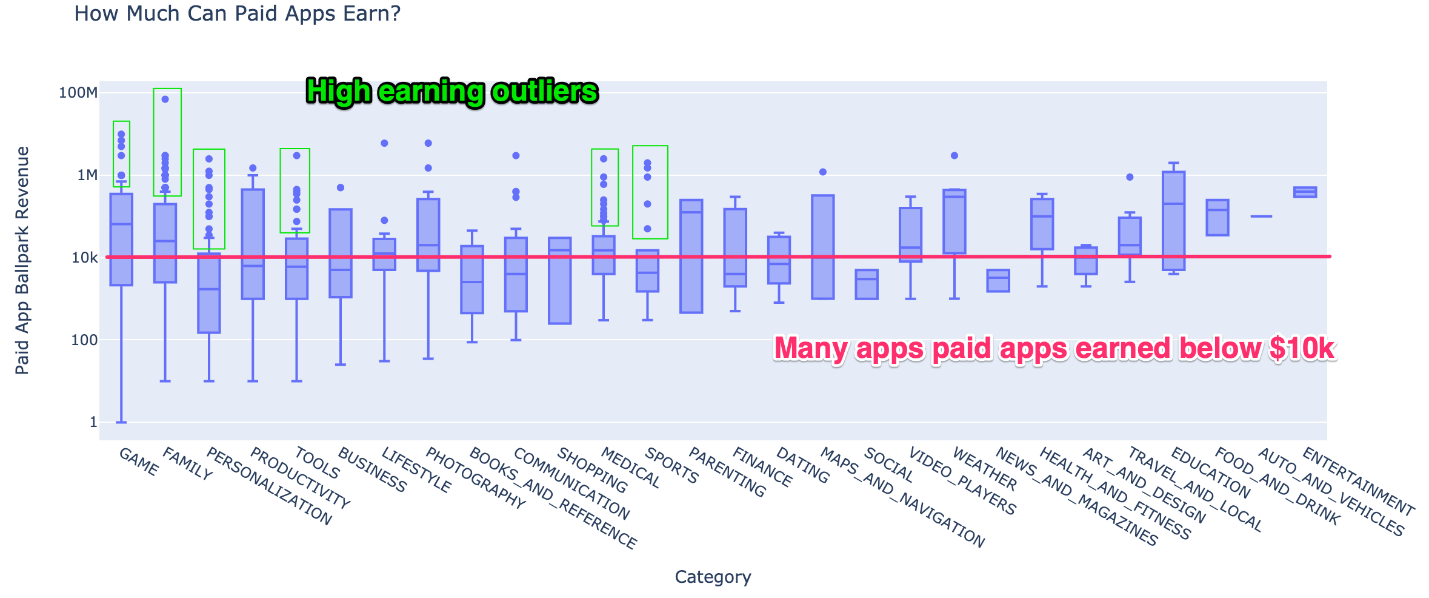 How Much Can Paid Apps Earn?
High earning outliers
100M
1M
10k
100
1
Paid App Ballpark Revenue
Many apps paid apps earned below $10k
GAME
FAMILY
PERSONALIZATION
PRODUCTIVITY
TOOLS
BUSINESS
LIFESTYLE
PHOTOGRAPHY
BOOKS_AND_REFERENCE
COMMUNICATION
SHOPPING
MEDICAL
SPORTS
PARENTING
FINANCE
DATING
MAPS_AND_NAVIGATION
SOCIAL
VIDEO_PLAYERS
WEATHER
NEWS_AND_MAGAZINES
HEALTH_AND_FITNESS
ART_AND_DESIGN
TRAVEL_AND_LOCAL
EDUCATION
FOOD_AND_DRINK
AUTO_AND_VEHICLES
ENTERTAINMENT
Category